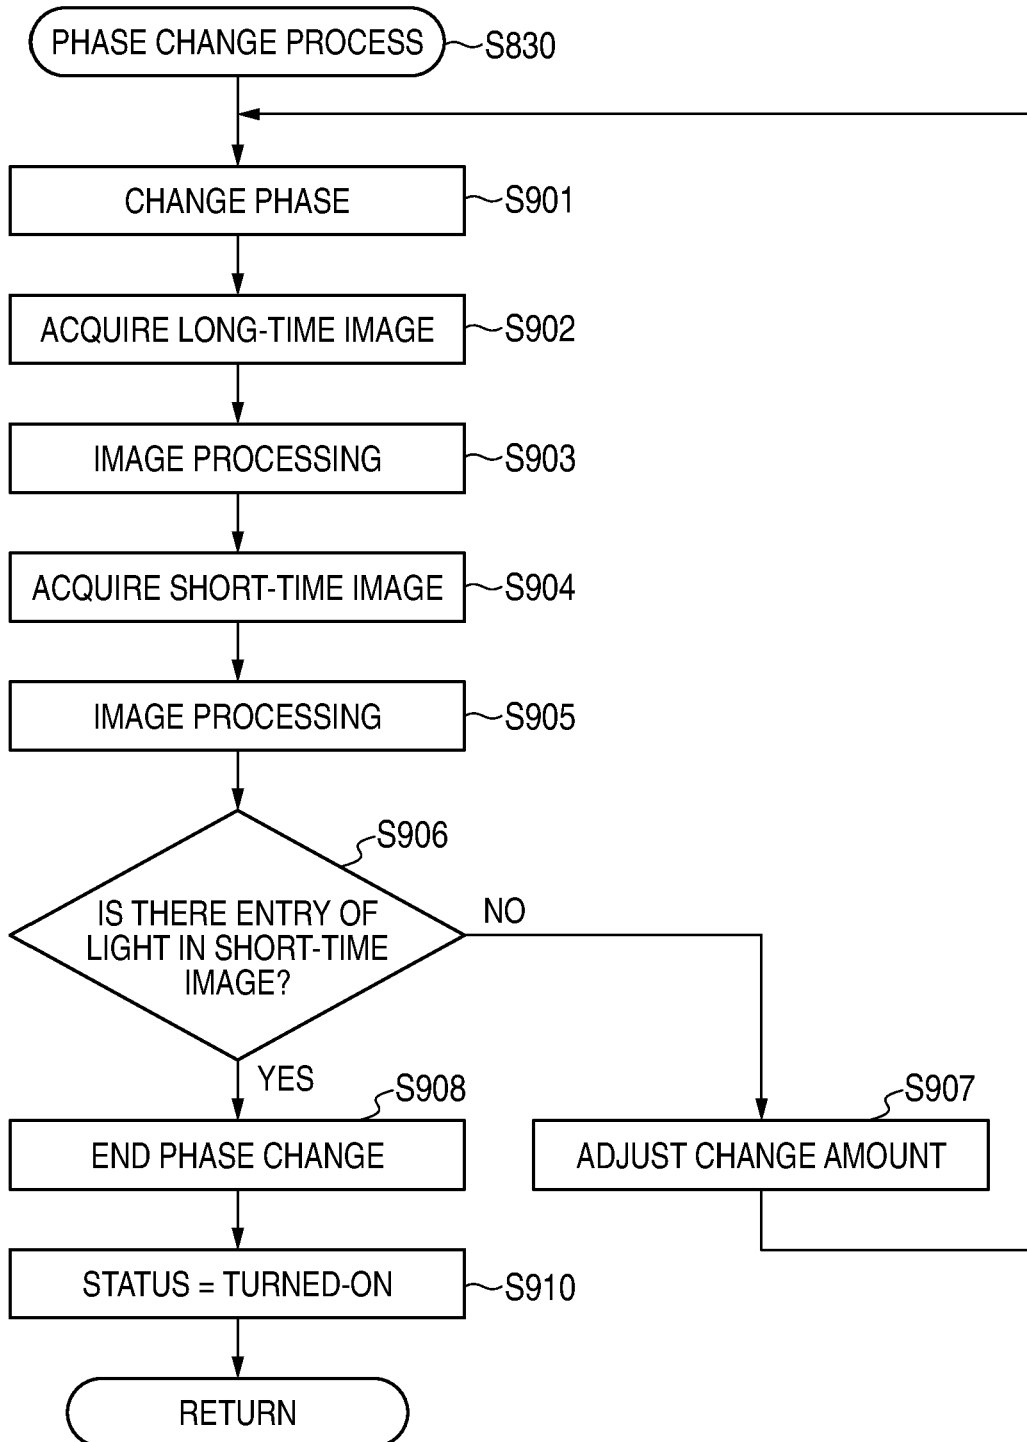 PHASE CHANGE PROCESS
S830
CHANGE PHASE
S901
ACQUIRE LONG-TIME IMAGE
S902
IMAGE PROCESSING
S903
ACQUIRE SHORT-TIME IMAGE
S904
IMAGE PROCESSING
S905
S906
IS THERE ENTRY OF
LIGHT IN SHORT-TIME
IMAGE?
NO
YES
S908
END PHASE CHANGE
S907
ADJUST CHANGE AMOUNT
STATUS = TURNED-ON
S910
RETURN